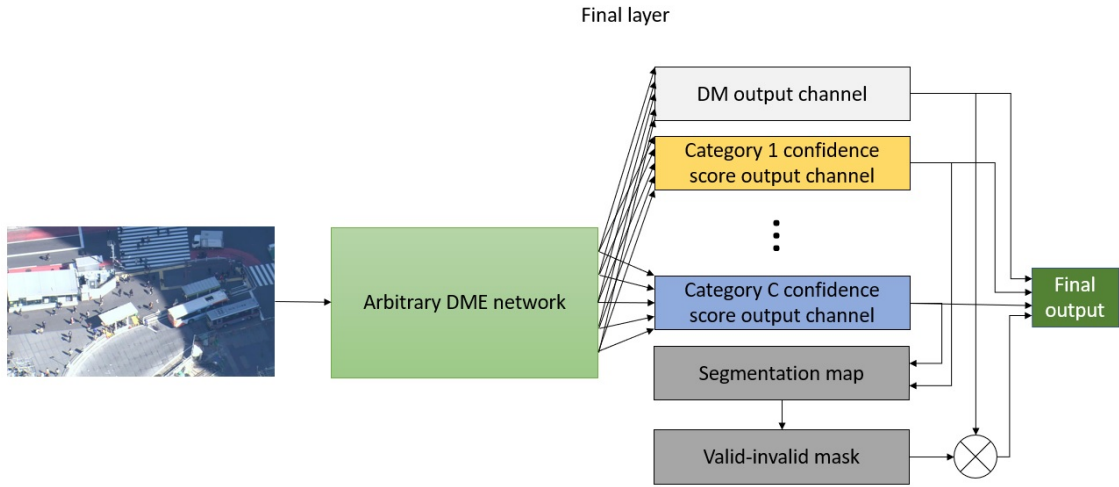 Final layer
DM output channel
Category 1 confidence
score output channel
Arbitrary DME network
Category C confidence
score output channel
Final
output
Segmentation map
Valid-invalid mask